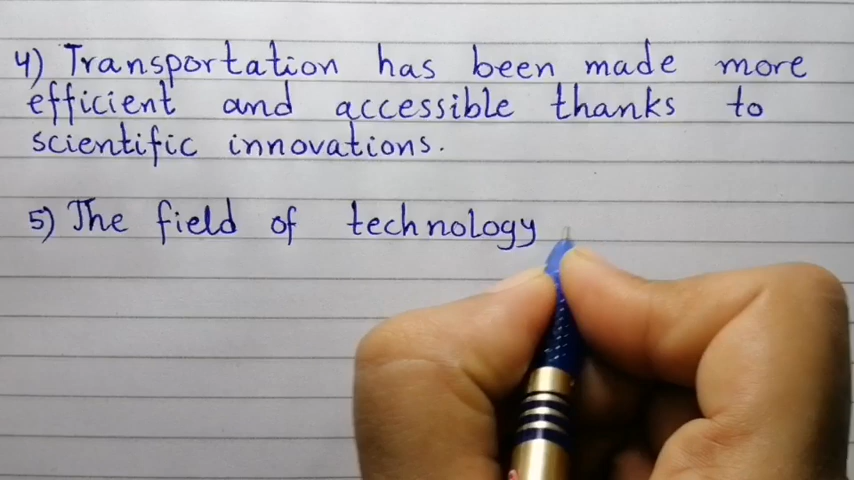 4) Transportation has been made more
efficient and accessible thanks to
scientific innovations.
5) The field of technology